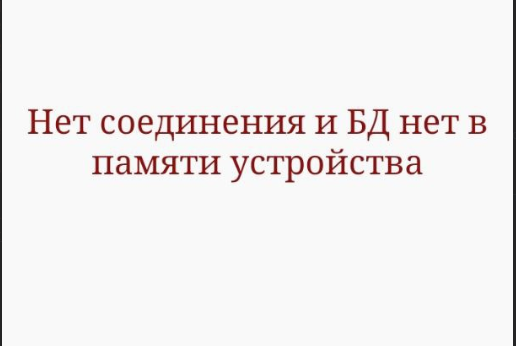 Нет соединения и БД нет в
памяти устройства